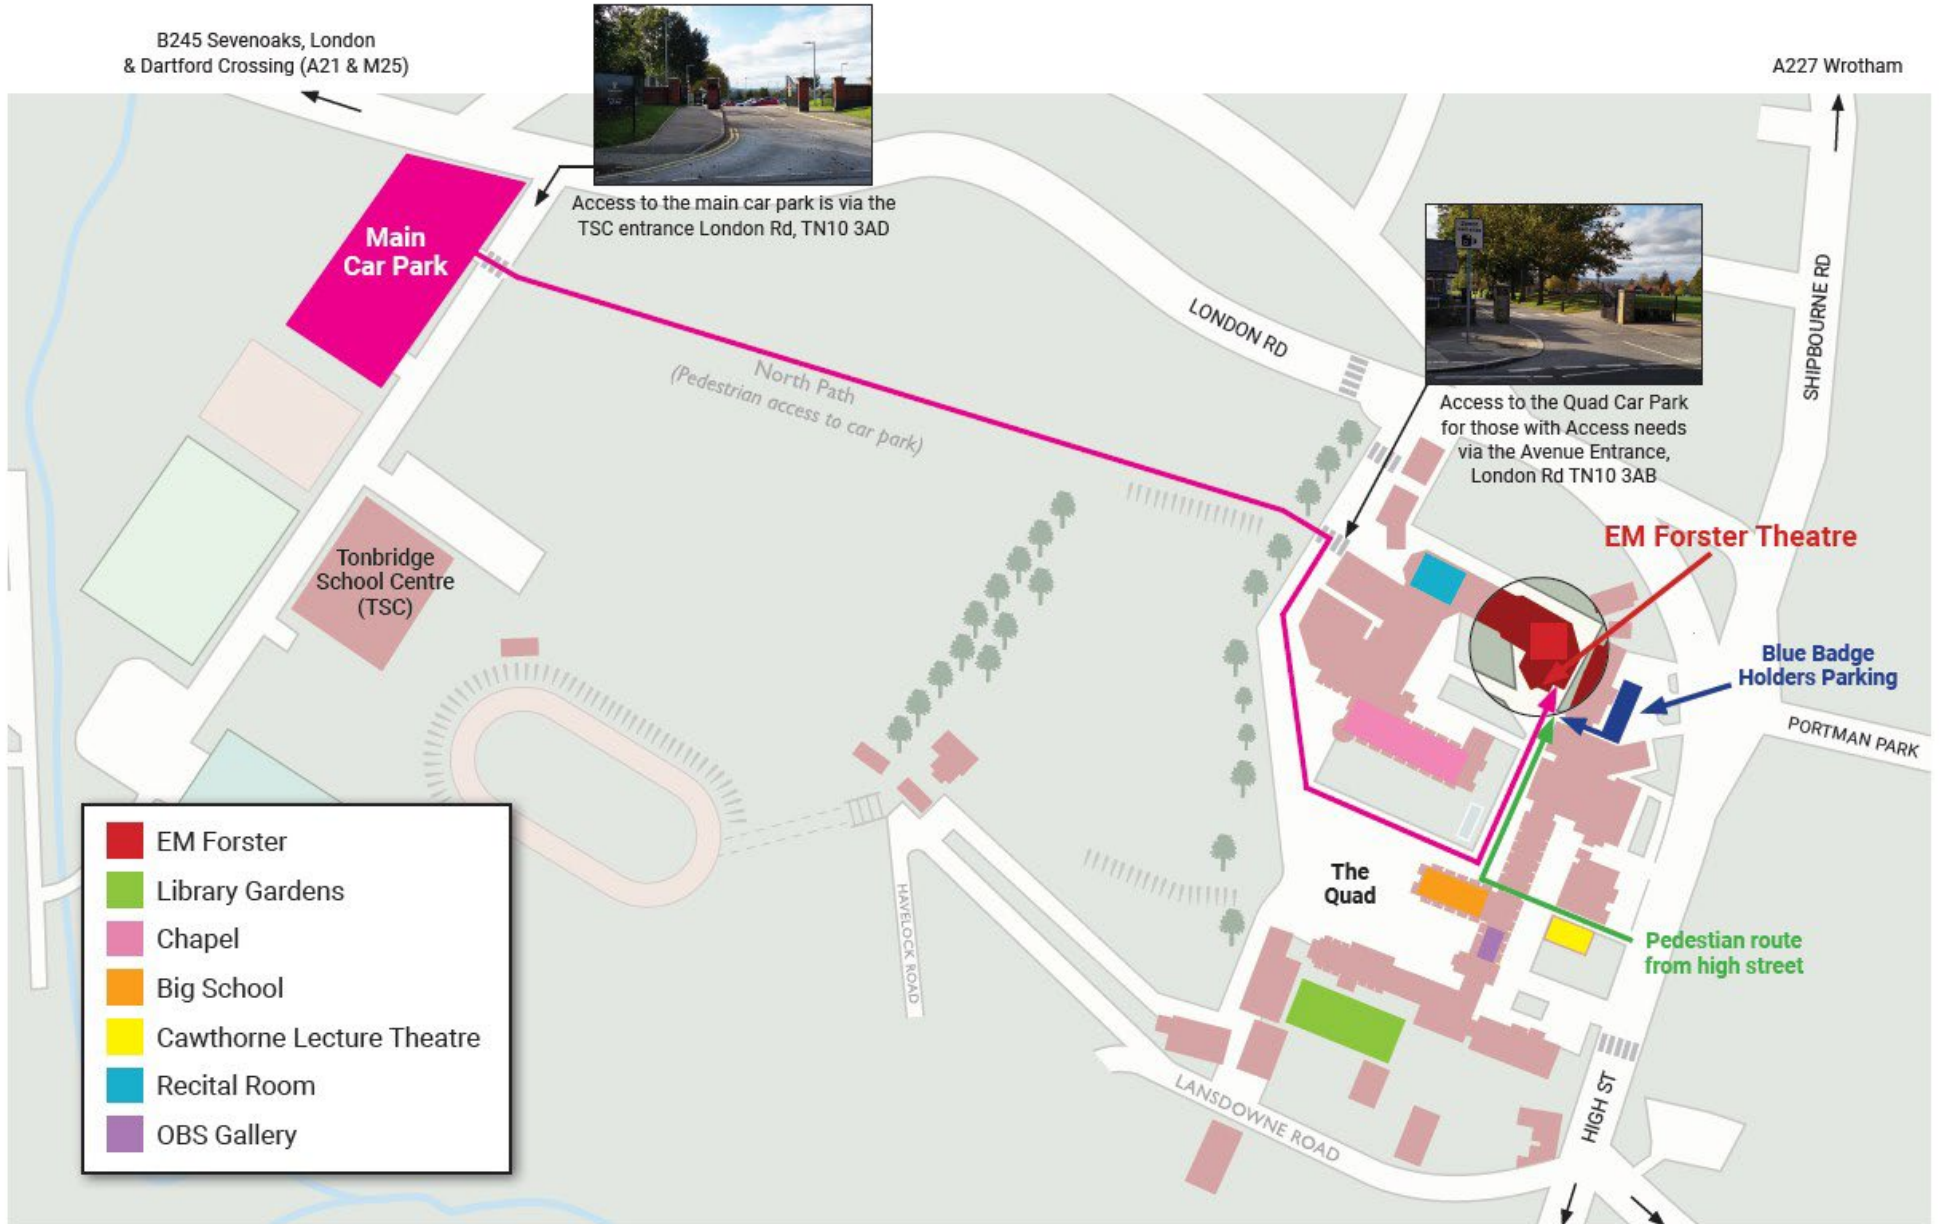 B245 Sevenoaks, London
& Dartford Crossing (A21 & M25)
A227 Wrotham
Access to the main car park is via the
TSC entrance London Rd, TN10 3AD
Main
Car Park
LONDON RD
SHIPBOURNE RD
North Path
(Pedestrian access to car park)
Access to the Quad Car Park
for those with Access needs
via the Avenue Entrance,
London Rd TN10 3AB
EM Forster Theatre
Tonbridge
School Centre
(TSC)
Blue Badge
Holders Parking
PORTMAN PARK
The
Quad
HAVELOCK ROAD
Pedestian route
from high street
LANSDOWNE ROAD
HIGH ST
EM Forster
Library Gardens
Chapel
Big School
Cawthorne Lecture Theatre
Recital Room
OBS Gallery